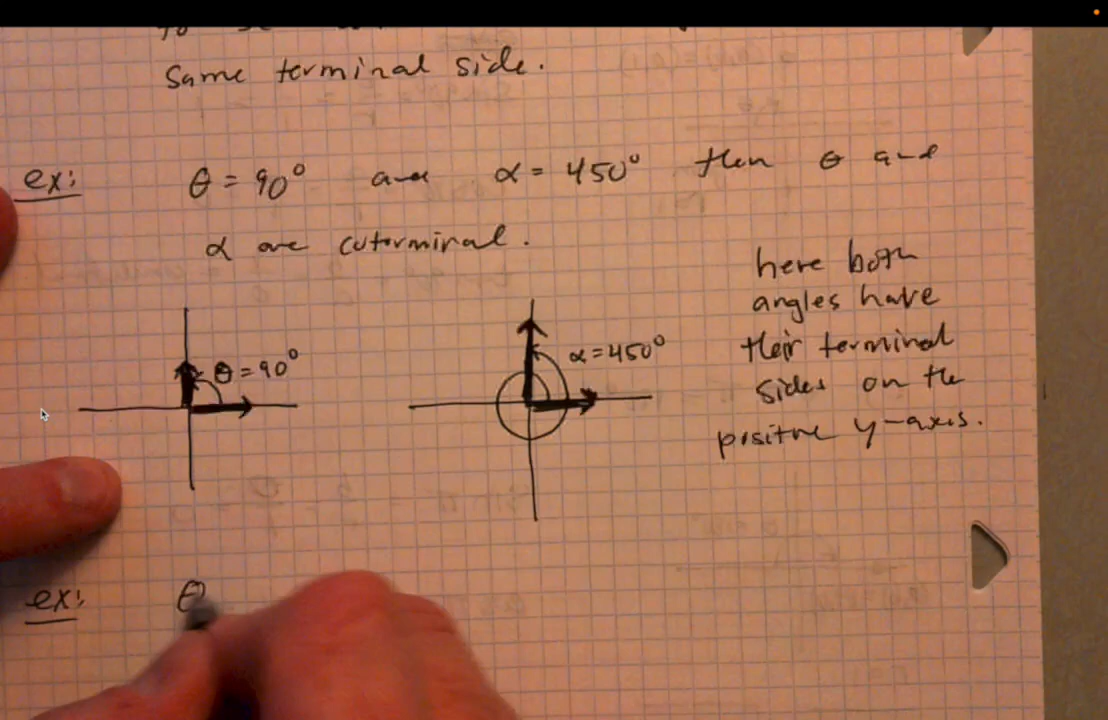 to
same terminal side.
ex: θ = 90° and α = 450° then θ and
α are coterminal.
here both
angles have
their terminal
sides on the
positive y-axis.
θ = 90°
α = 450°
ex: θ